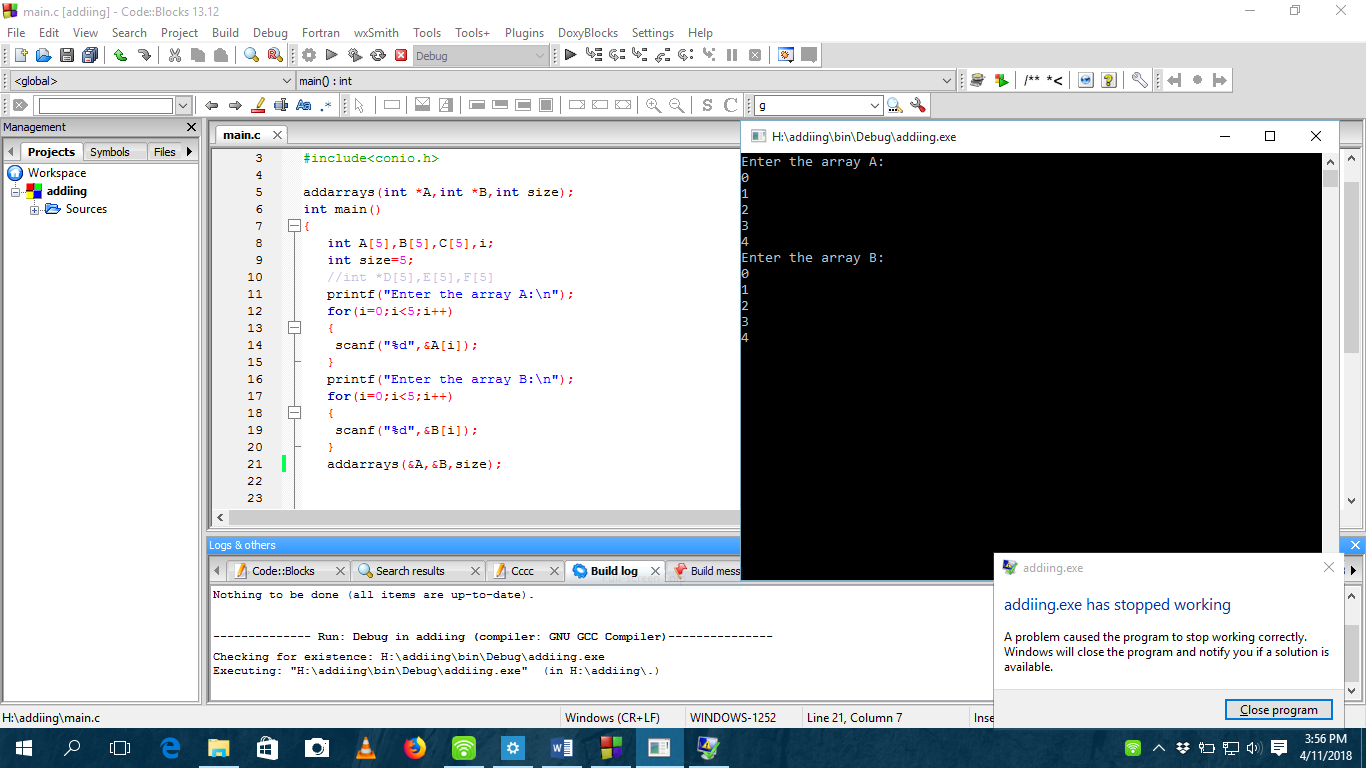 main.c [addiing] - Code::Blocks 13.12
File Edit View Search Project Build Debug Fortran wxSmith Tools Tools+ Plugins DoxyBlocks Settings Help
Debug
<global> main() : int
/** *<
Aa .* S C g
Management
Projects Symbols Files
Workspace
addiing
Sources
main.c
3 #include<conio.h>
4
5 addarrays(int *A,int *B,int size);
6 int main()
7 {
8 int A[5],B[5],C[5],i;
9 int size=5;
10 //int *D[5],E[5],F[5]
11 printf("Enter the array A:\n");
12 for(i=0;i<5;i++)
13 {
14 scanf("%d",&A[i]);
15 }
16 printf("Enter the array B:\n");
17 for(i=0;i<5;i++)
18 {
19 scanf("%d",&B[i]);
20 }
21 addarrays(&A,&B,size);
22
23
H:\addiing\bin\Debug\addiing.exe
Enter the array A:
0
1
2
3
4
Enter the array B:
0
1
2
3
4
Logs & others
Code::Blocks Search results Cccc Build log Build mess
Nothing to be done (all items are up-to-date).
-------------- Run: Debug in addiing (compiler: GNU GCC Compiler)---------------
Checking for existence: H:\addiing\bin\Debug\addiing.exe
Executing: "H:\addiing\bin\Debug\addiing.exe" (in H:\addiing\.)
addiing.exe
addiing.exe has stopped working
A problem caused the program to stop working correctly.
Windows will close the program and notify you if a solution is
available.
Close program
H:\addiing\main.c Windows (CR+LF) WINDOWS-1252 Line 21, Column 7 Inse
3:56 PM
4/11/2018